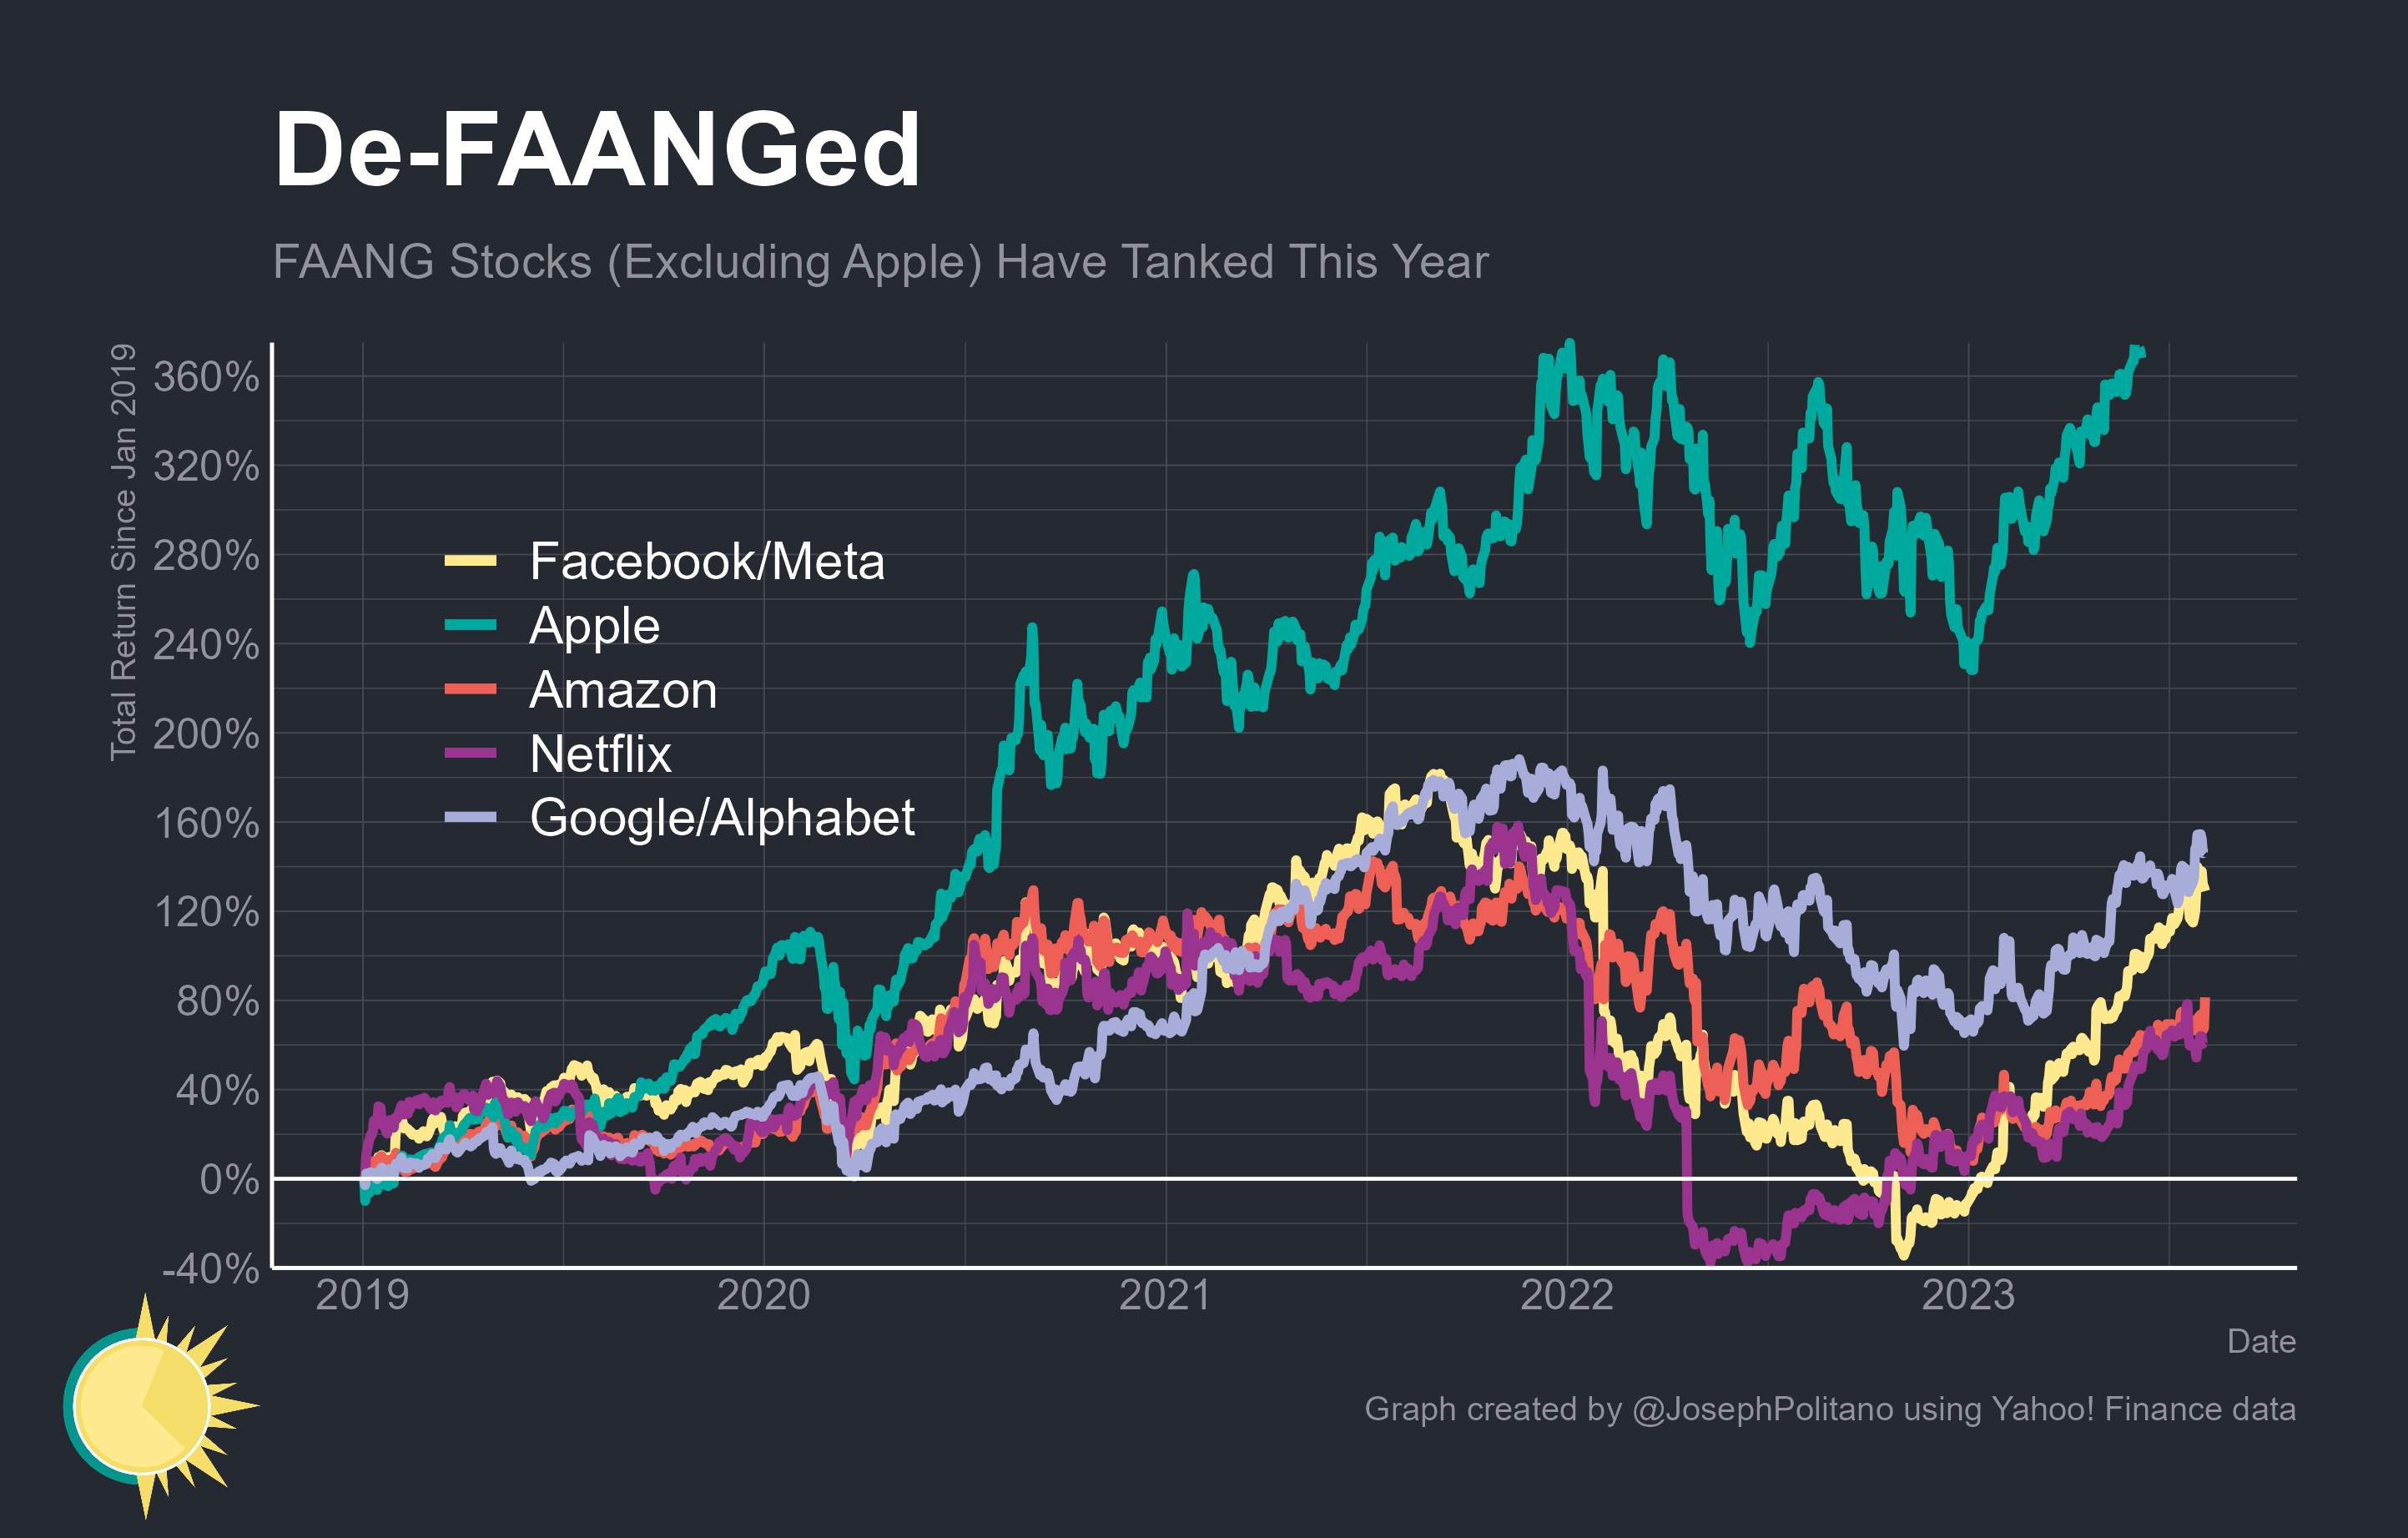 De-FAANGed
FAANG Stocks (Excluding Apple) Have Tanked This Year
Total Return Since Jan 2019
360%
320%
280%
240%
200%
160%
120%
80%
40%
0%
-40%
Facebook/Meta
Apple
Amazon
Netflix
Google/Alphabet
2019 2020 2021 2022 2023
Date
Graph created by @JosephPolitano using Yahoo! Finance data